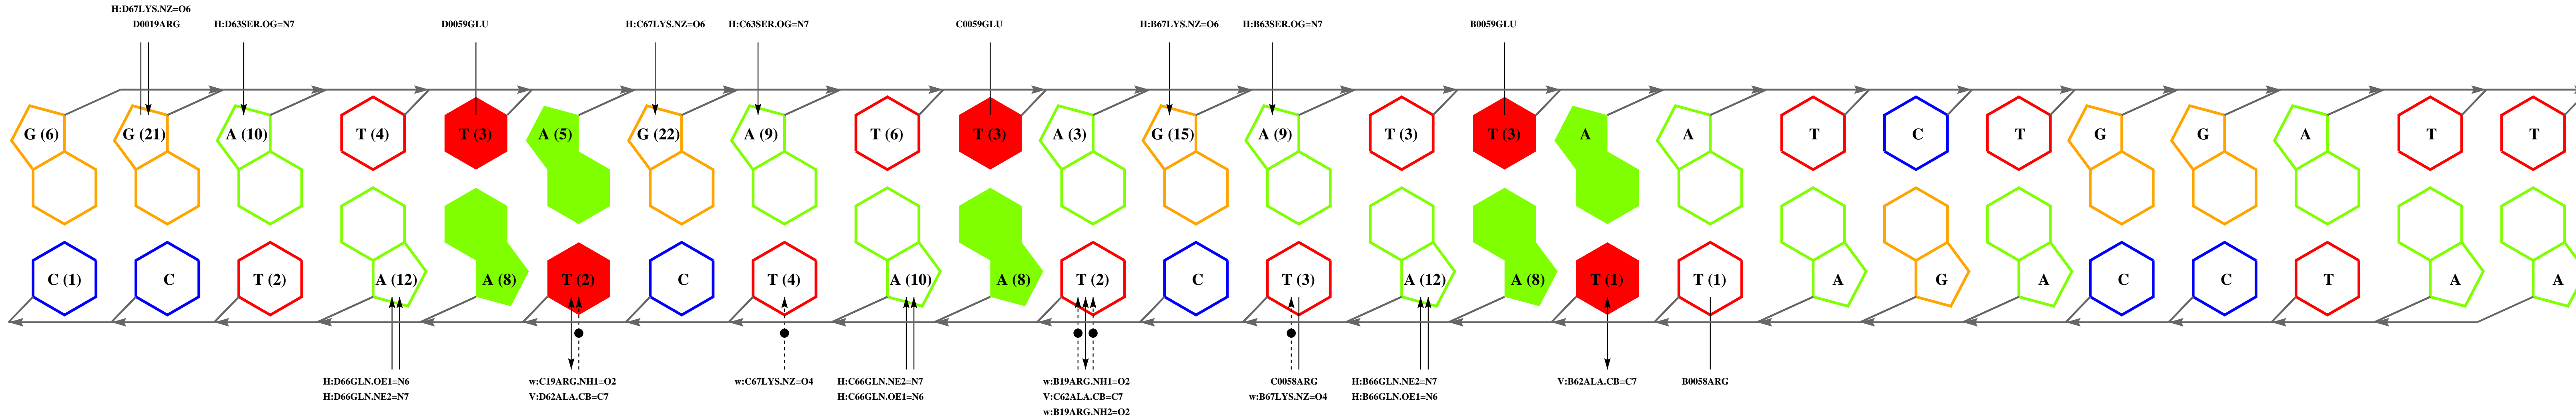 H:D67LYS.NZ=O6
D0019ARG H:D63SER.OG=N7 D0059GLU H:C67LYS.NZ=O6 H:C63SER.OG=N7 C0059GLU H:B67LYS.NZ=O6 H:B63SER.OG=N7 B0059GLU
G (6) G (21) A (10) T (4) T (3) A (5) G (22) A (9) T (6) T (3) A (3) G (15) A (9) T (3) T (3) A A T C T G G A T T
C (1) C T (2) A (12) A (8) T (2) C T (4) A (10) A (8) T (2) C T (3) A (12) A (8) T (1) T (1) A G A C C T A A
H:D66GLN.OE1=N6 w:C19ARG.NH1=O2 w:C67LYS.NZ=O4 H:C66GLN.NE2=N7 w:B19ARG.NH1=O2 C0058ARG H:B66GLN.NE2=N7 V:B62ALA.CB=C7 B0058ARG
H:D66GLN.NE2=N7 V:D62ALA.CB=C7 H:C66GLN.OE1=N6 V:C62ALA.CB=C7 w:B67LYS.NZ=O4 H:B66GLN.OE1=N6
w:B19ARG.NH2=O2